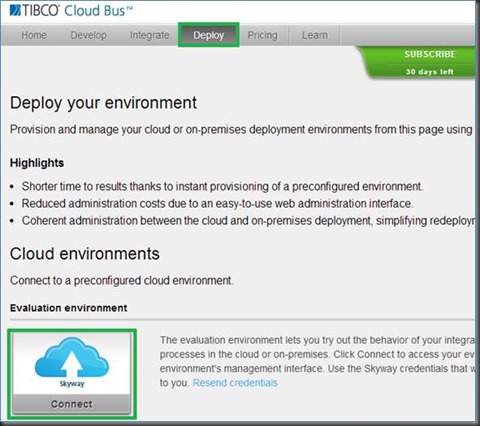 TIBCO® Cloud Bus™
Home Develop Integrate Deploy Pricing Learn
SUBSCRIBE
30 days left
Deploy your environment
Provision and manage your cloud or on-premises deployment environments from this page using
Highlights
• Shorter time to results thanks to instant provisioning of a preconfigured environment.
• Reduced administration costs due to an easy-to-use web administration interface.
• Coherent administration between the cloud and on-premises deployment, simplifying redeploym
Cloud environments
Connect to a preconfigured cloud environment.
Evaluation environment
The evaluation environment lets you try out the behavior of your integra
processes in the cloud or on-premises. Click Connect to access your ev
environment's management interface. Use the Skyway credentials that w
to you. Resend credentials
Skyway
Connect